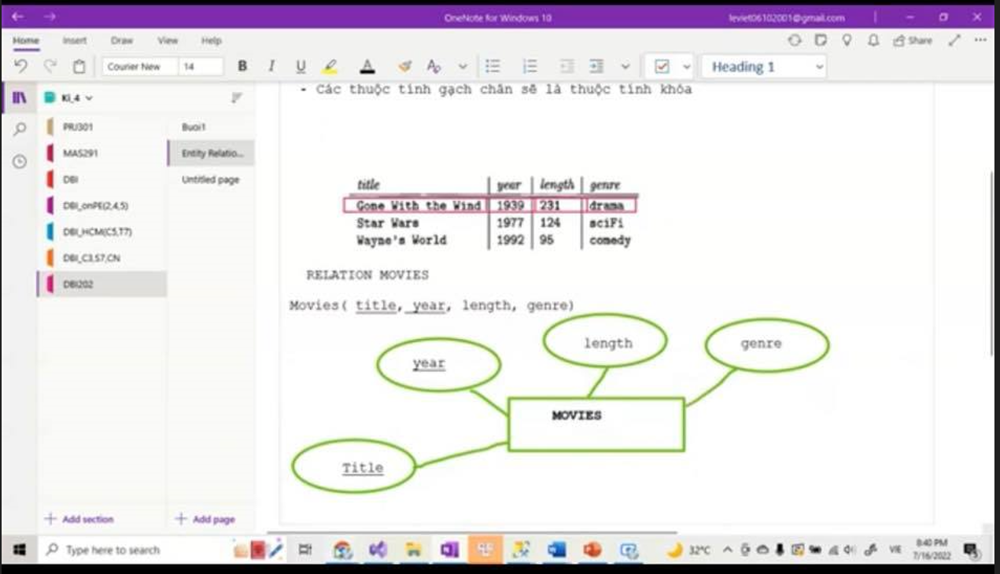 OneNote for Windows 10
leviet06102001@gmail.com
Home Insert Draw View Help
Share
Courier New 14 B I U A Heading 1
Ki_4
- Các thuộc tính gạch chân sẽ là thuộc tính khóa
PRJ301
MAS291
DBI
DBI_onPE(2,4,5)
DBI_HCM(C5,T7)
DBI_C3,S7,CN
DBI202
Buoi1
Entity Relatio...
Untitled page
title year length genre
Gone With the Wind 1939 231 drama
Star Wars 1977 124 sciFi
Wayne's World 1992 95 comedy
RELATION MOVIES
Movies( title, year, length, genre)
length
genre
year
MOVIES
Title
+ Add section
+ Add page
Type here to search
32°C
VIE
8:40 PM
7/16/2022